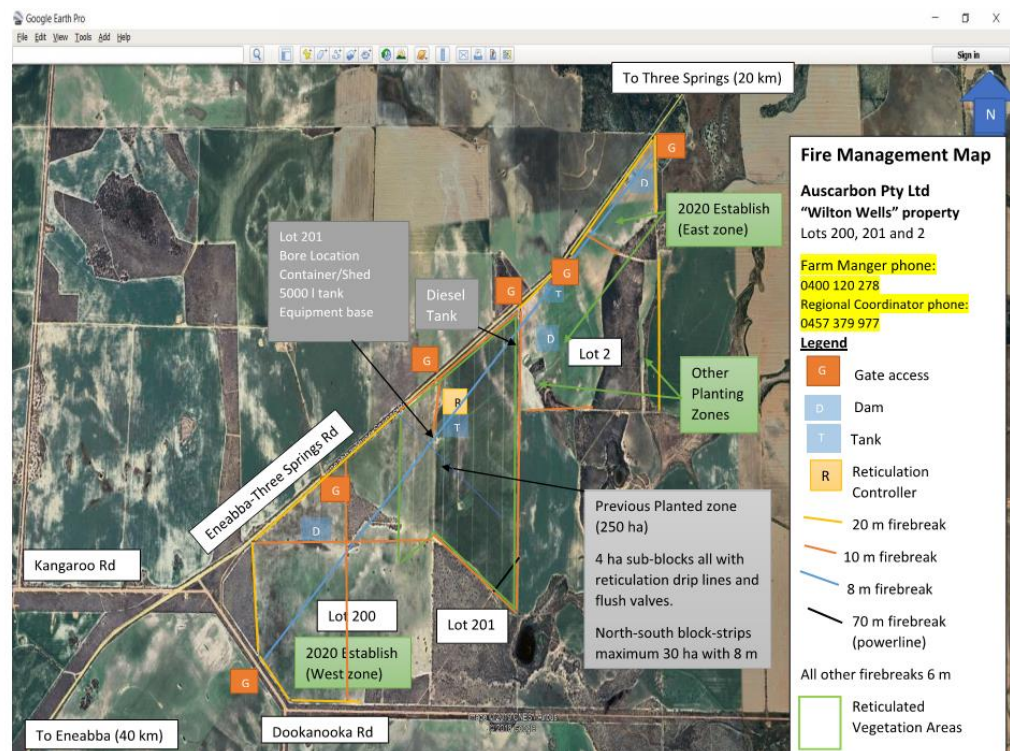 Google Earth Pro
File Edit View Tools Add Help
Sign in
To Three Springs (20 km)
N
G
D
2020 Establish
(East zone)
Lot 201
Bore Location
Container/Shed
5000 l tank
Equipment base
Diesel
Tank
G
G
T
D
Lot 2
G
R
T
Other
Planting
Zones
Eneabba-Three Springs Rd
G
D
Kangaroo Rd
Previous Planted zone
(250 ha)
4 ha sub-blocks all with
reticulation drip lines and
flush valves.
North-south block-strips
maximum 30 ha with 8 m
Lot 200
Lot 201
2020 Establish
(West zone)
G
To Eneabba (40 km)
Dookanooka Rd
Fire Management Map
Auscarbon Pty Ltd
“Wilton Wells” property
Lots 200, 201 and 2
Farm Manger phone:
0400 120 278
Regional Coordinator phone:
0457 379 977
Legend
G Gate access
D Dam
T Tank
R Reticulation
Controller
20 m firebreak
10 m firebreak
8 m firebreak
70 m firebreak
(powerline)
All other firebreaks 6 m
Reticulated
Vegetation Areas